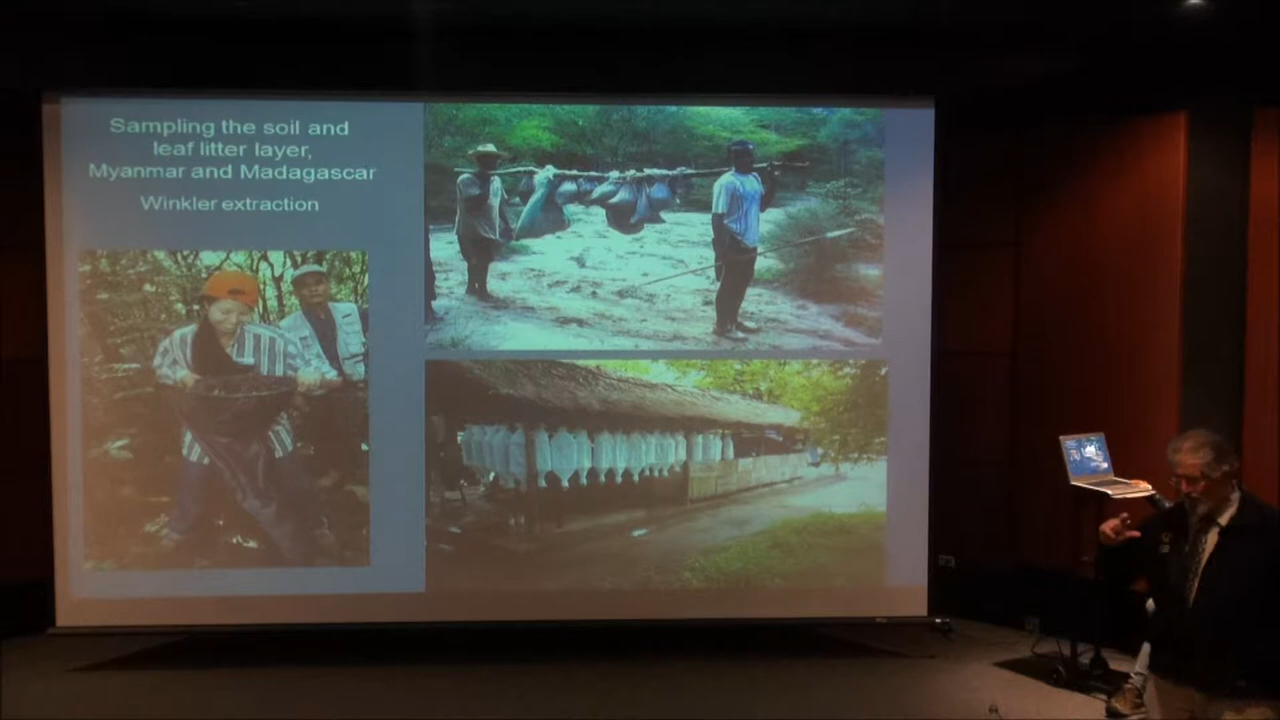 Sampling the soil and
leaf litter layer,
Myanmar and Madagascar
Winkler extraction